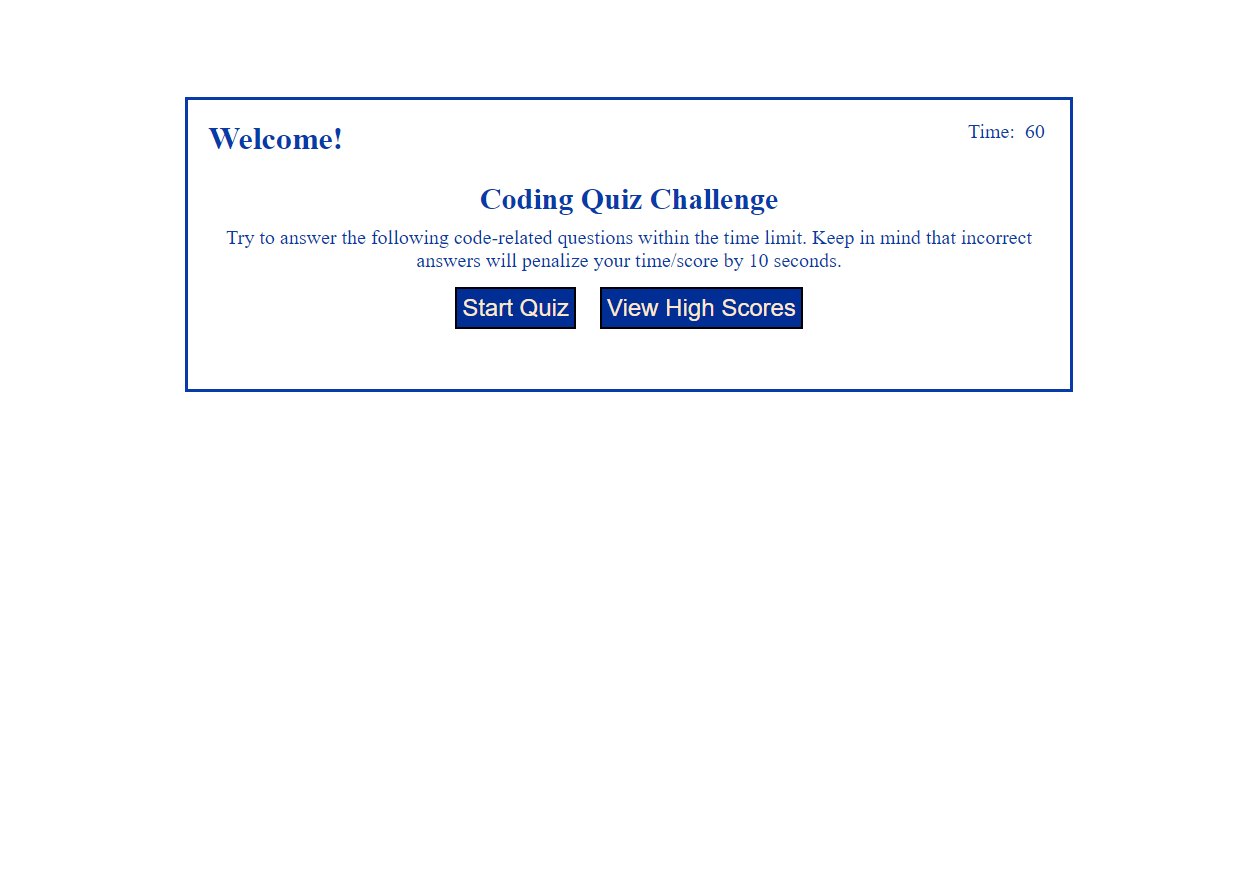 Welcome!
Time: 60
Coding Quiz Challenge
Try to answer the following code-related questions within the time limit. Keep in mind that incorrect
answers will penalize your time/score by 10 seconds.
Start Quiz
View High Scores